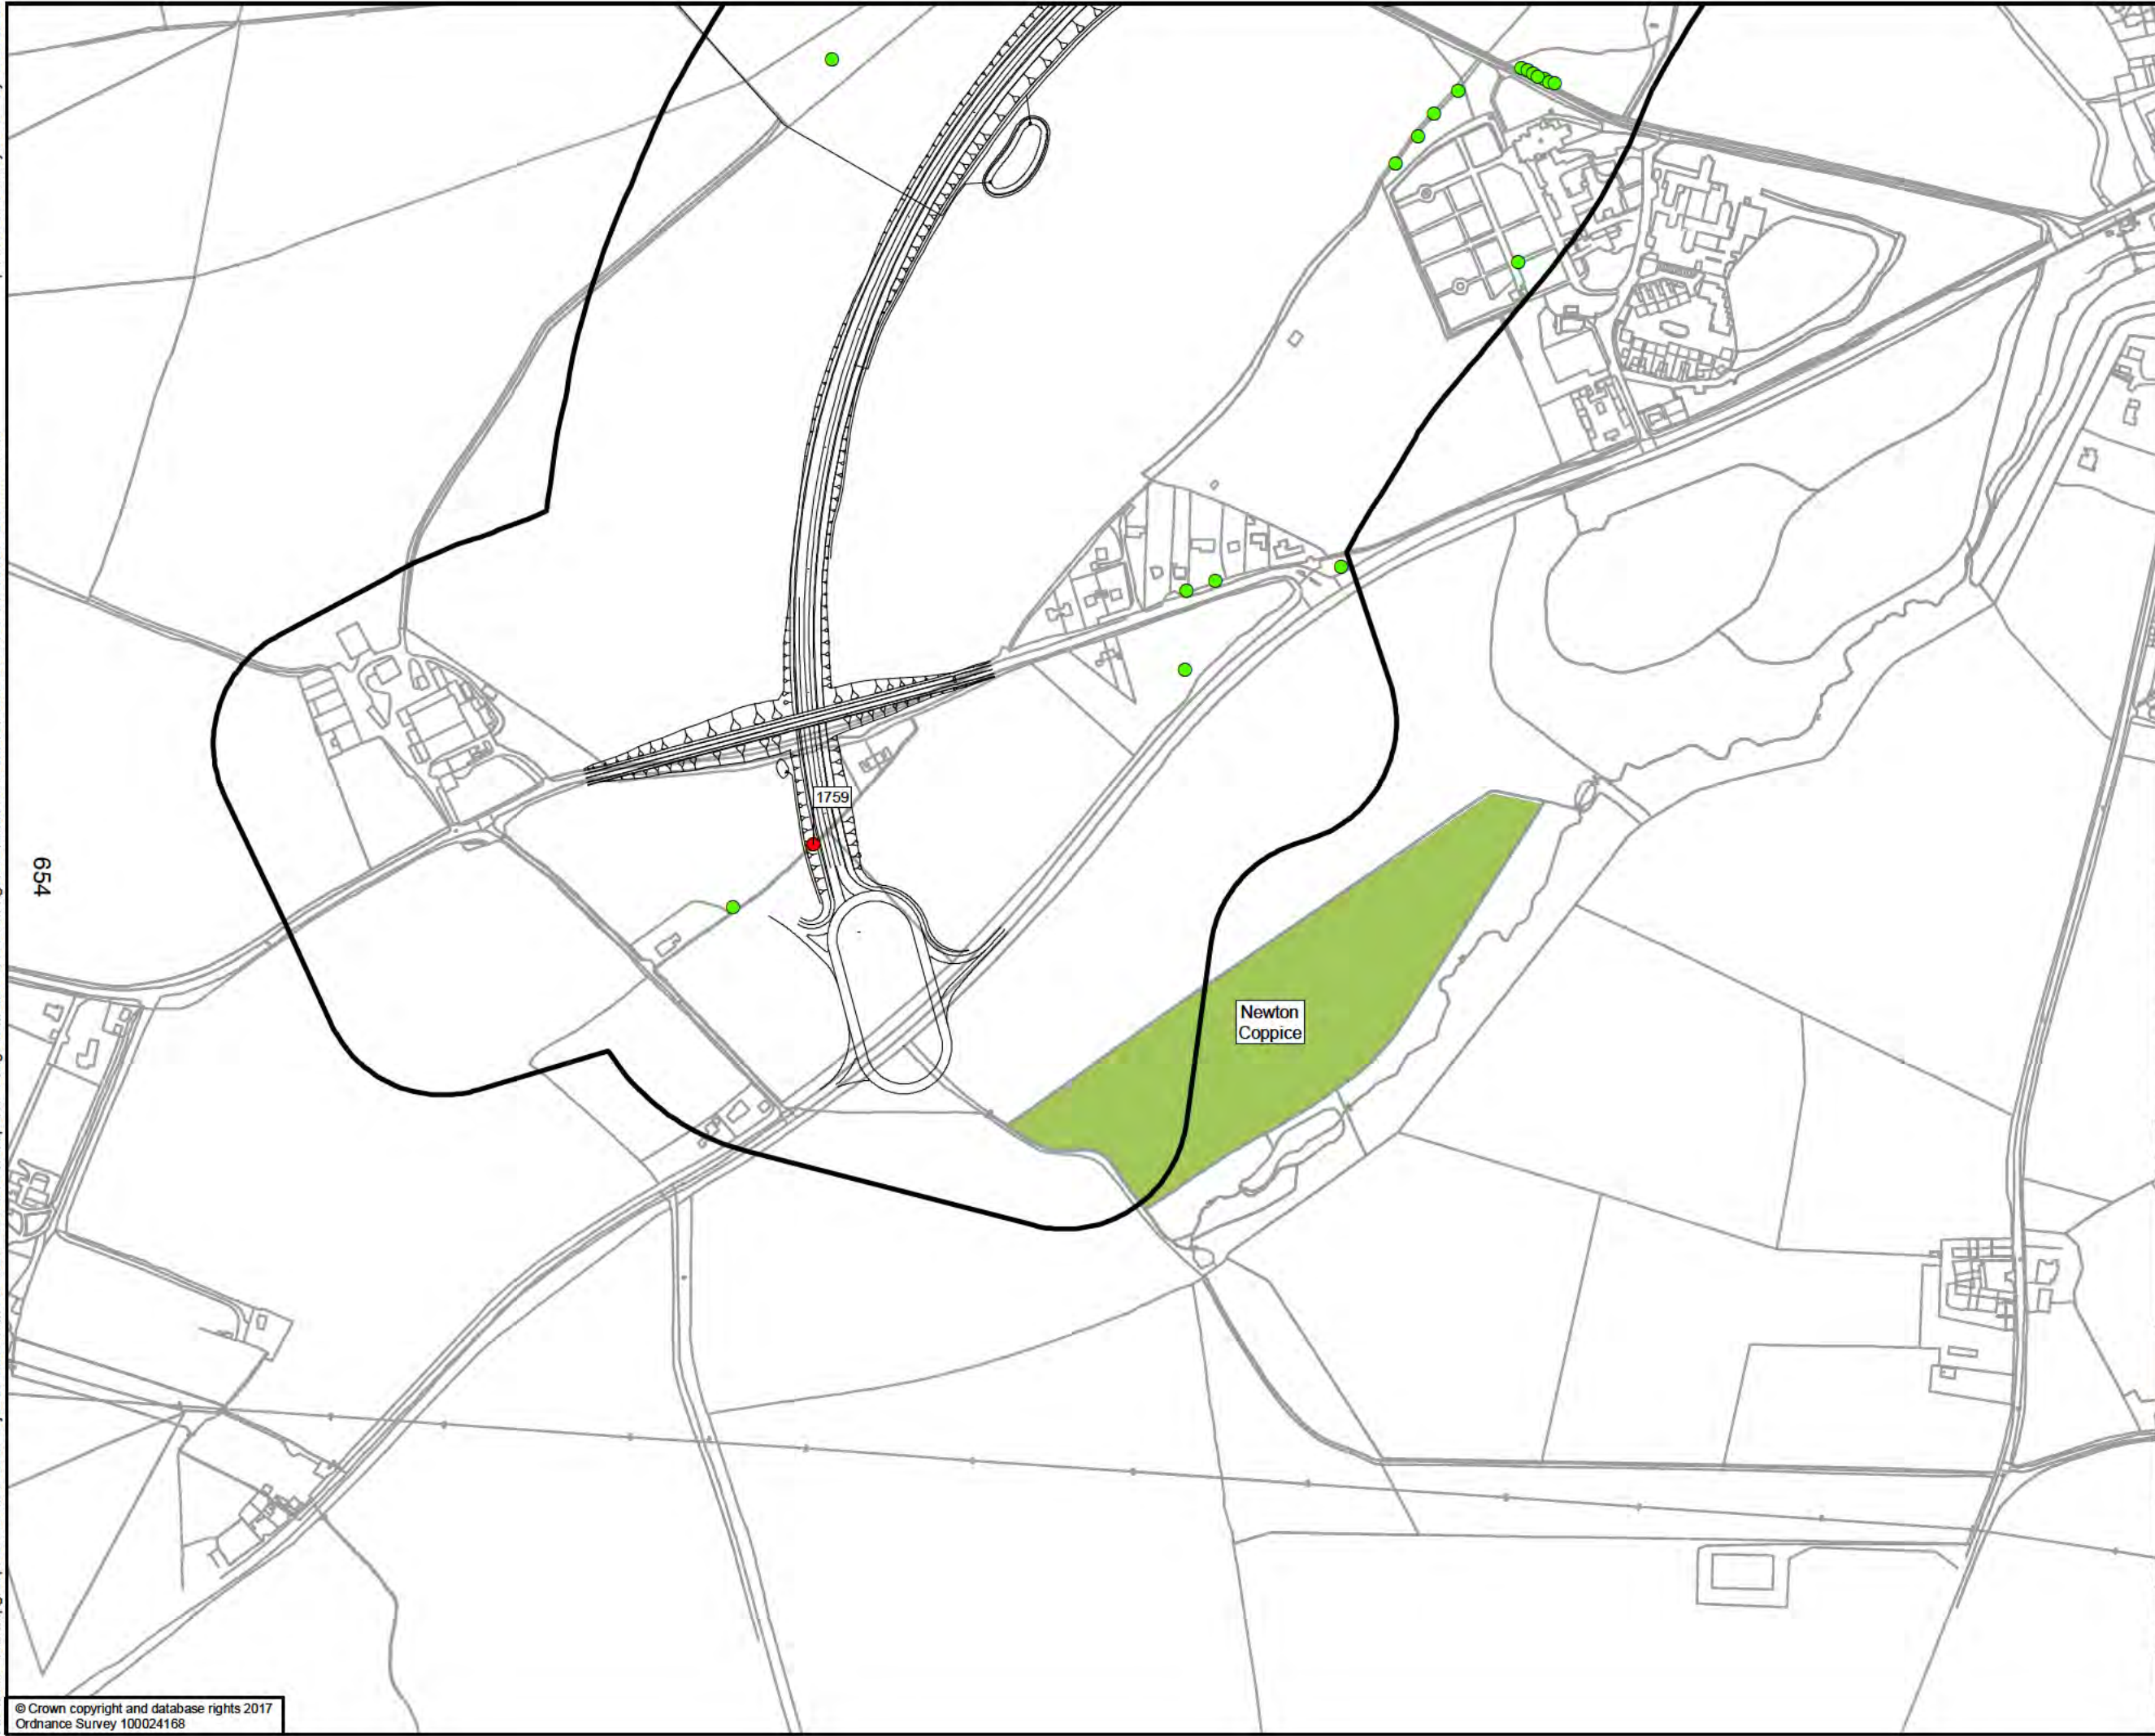 1759
654
Newton
Coppice
© Crown copyright and database rights 2017
Ordnance Survey 100024168